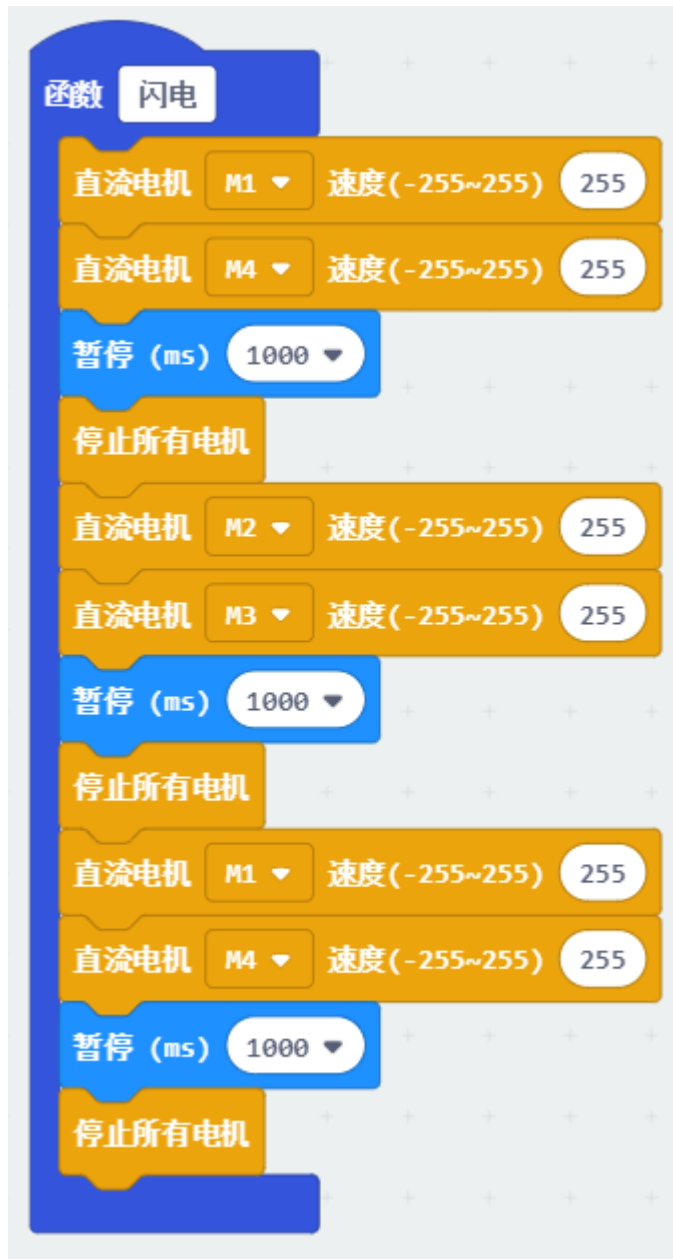 函数 闪电
直流电机 M1 速度(-255~255) 255
直流电机 M4 速度(-255~255) 255
暂停 (ms) 1000
停止所有电机
直流电机 M2 速度(-255~255) 255
直流电机 M3 速度(-255~255) 255
暂停 (ms) 1000
停止所有电机
直流电机 M1 速度(-255~255) 255
直流电机 M4 速度(-255~255) 255
暂停 (ms) 1000
停止所有电机